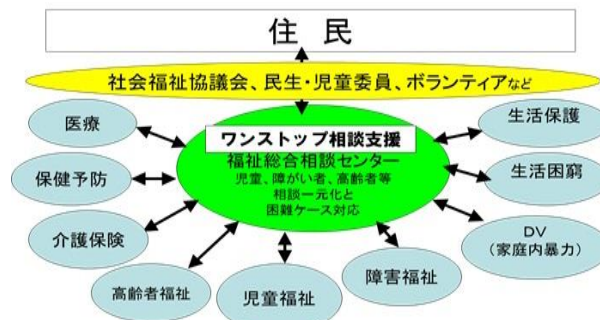 住 民
社会福祉協議会、民生・児童委員、ボランティアなど
ワンストップ相談支援
福祉総合相談センター
児童、障がい者、高齢者等
相談一元化と
困難ケース対応
医療
保健予防
介護保険
高齢者福祉
児童福祉
障害福祉
DV
（家庭内暴力）
生活困窮
生活保護